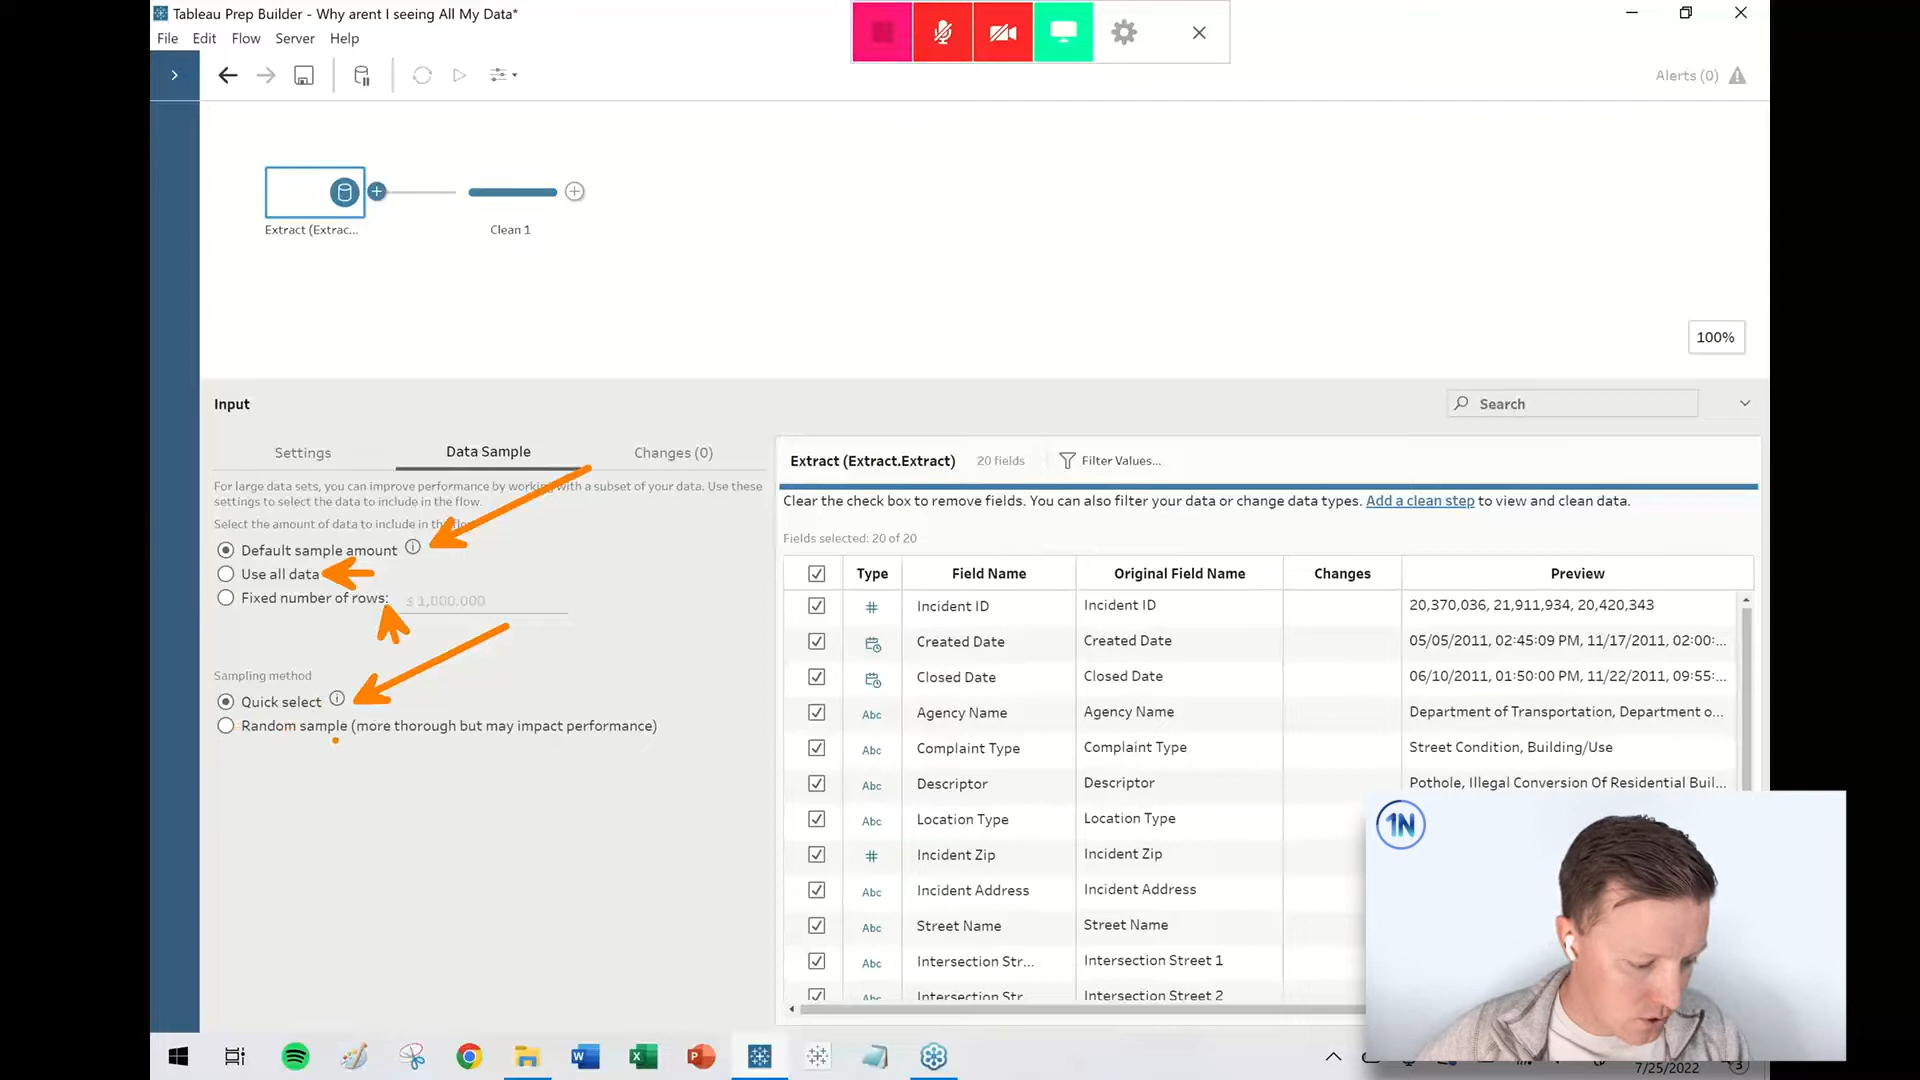 Tableau Prep Builder - Why arent I seeing All My Data*
File Edit Flow Server Help
Alerts (0)
Extract (Extrac...
Clean 1
100%
Input
Search
Settings
Data Sample
Changes (0)
For large data sets, you can improve performance by working with a subset of your data. Use these
settings to select the data to include in the flow.
Select the amount of data to include in the flow
Default sample amount
Use all data
Fixed number of rows:
≤ 1,000,000
Sampling method
Quick select
Random sample (more thorough but may impact performance)
Extract (Extract.Extract)
20 fields
Filter Values...
Clear the check box to remove fields. You can also filter your data or change data types. Add a clean step to view and clean data.
Fields selected: 20 of 20
Type Field Name Original Field Name Changes Preview
# Incident ID Incident ID 20,370,036, 21,911,934, 20,420,343
Created Date Created Date 05/05/2011, 02:45:09 PM, 11/17/2011, 02:00:...
Closed Date Closed Date 06/10/2011, 01:50:00 PM, 11/22/2011, 09:55:...
Abc Agency Name Agency Name Department of Transportation, Department o...
Abc Complaint Type Complaint Type Street Condition, Building/Use
Abc Descriptor Descriptor Pothole, Illegal Conversion Of Residential Buil...
Abc Location Type Location Type
# Incident Zip Incident Zip
Abc Incident Address Incident Address
Abc Street Name Street Name
Abc Intersection Str... Intersection Street 1
Abc Intersection Str... Intersection Street 2
1N
7/25/2022
3